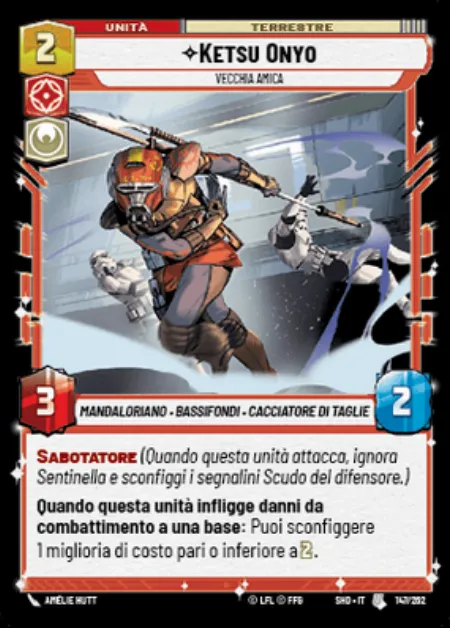 2
UNITÀ
TERRESTRE
KETSU ONYO
VECCHIA AMICA
3
MANDALORIANO • BASSIFONDI • CACCIATORE DI TAGLIE
2
SABOTATORE (Quando questa unità attacca, ignora
Sentinella e sconfiggi i segnalini Scudo del difensore.)
Quando questa unità infligge danni da
combattimento a una base: Puoi sconfiggere
1 miglioria di costo pari o inferiore a 2.
AMÉLIE HUTT
© LFL © FFG
SHD • IT
147/262